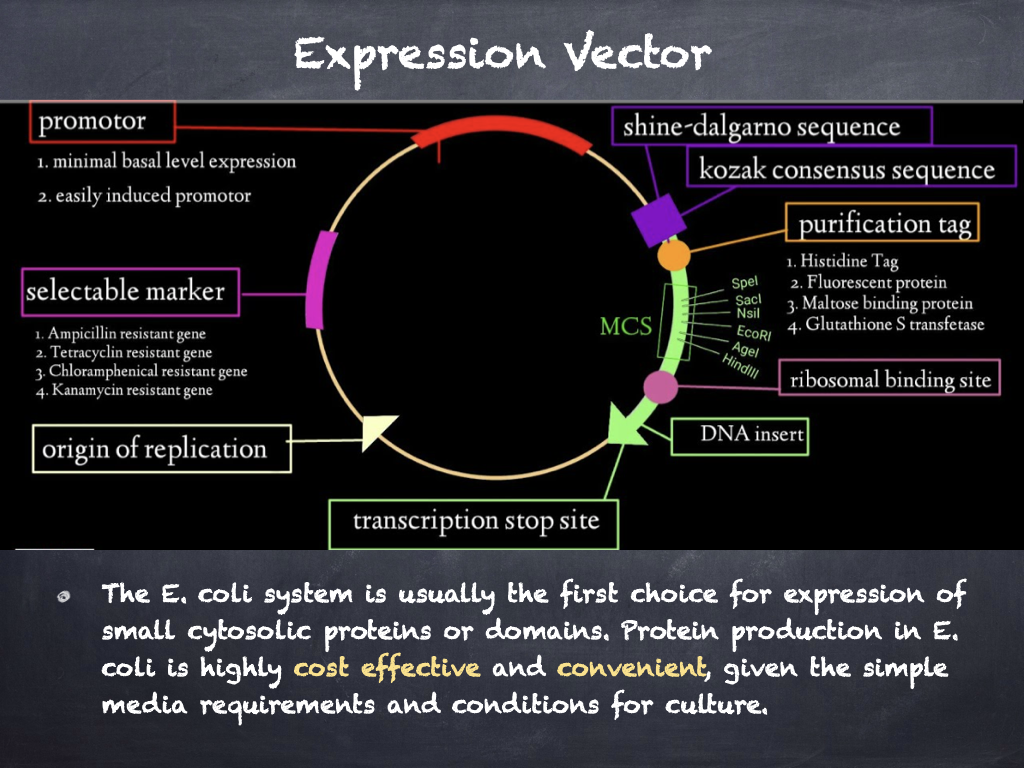 Expression Vector
promotor
1. minimal basal level expression
2. easily induced promotor
shine-dalgarno sequence
kozak consensus sequence
purification tag
1. Histidine Tag
2. Fluorescent protein
3. Maltose binding protein
4. Glutathione S transfetase
selectable marker
1. Ampicillin resistant gene
2. Tetracyclin resistant gene
3. Chloramphenical resistant gene
4. Kanamycin resistant gene
MCS
SpeI
SacI
NsiI
EcoRI
AgeI
HindIII
ribosomal binding site
origin of replication
DNA insert
transcription stop site
The E. coli system is usually the first choice for expression of
small cytosolic proteins or domains. Protein production in E.
coli is highly cost effective and convenient, given the simple
media requirements and conditions for culture.